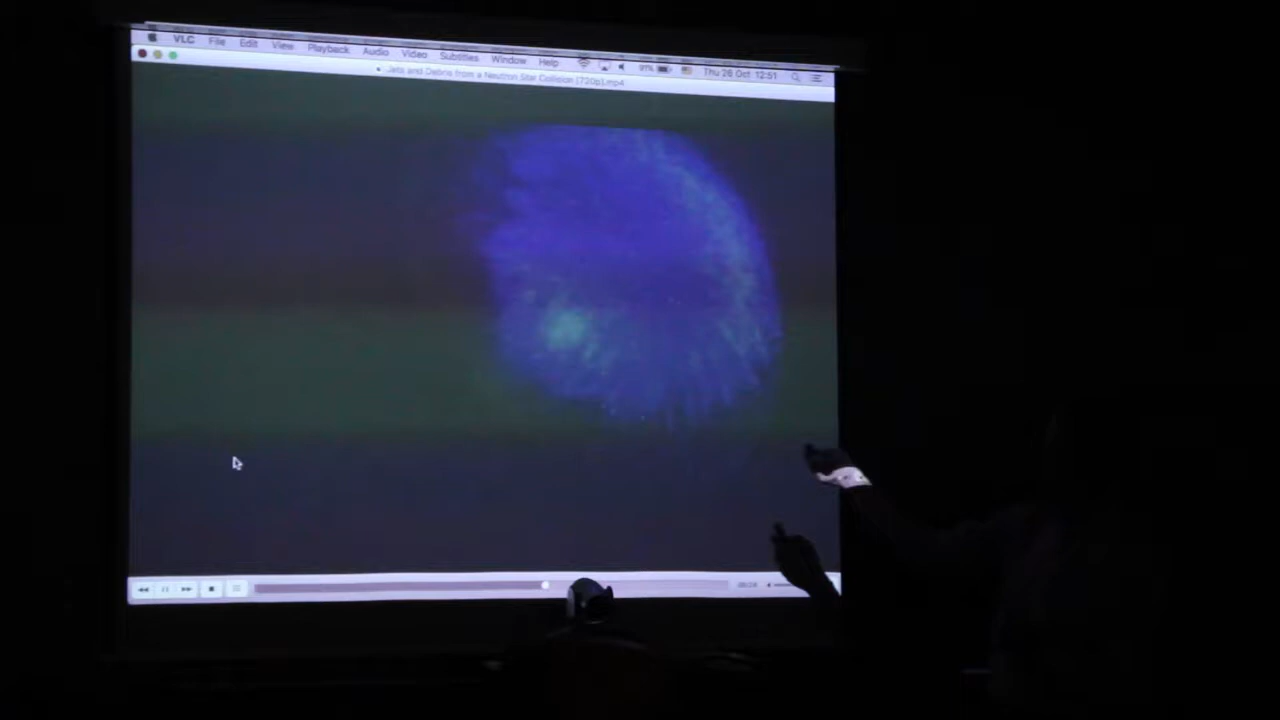 VLC File Edit View Playback Audio Video Subtitles Window Help 91% Thu 26 Oct 12:51
Jets and Debris from a Neutron Star Collision [720p].mp4